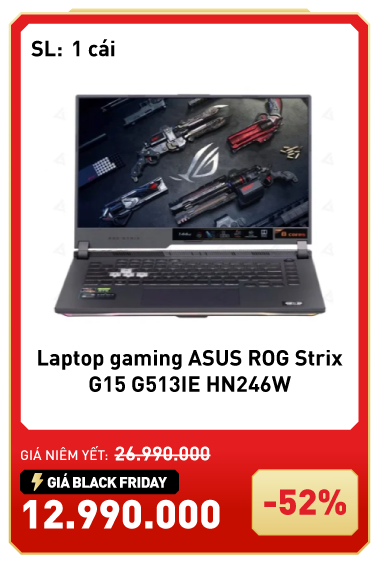 SL: 1 cái
Laptop gaming ASUS ROG Strix
G15 G513IE HN246W
GIÁ NIÊM YẾT: 26.990.000
GIÁ BLACK FRIDAY
12.990.000
-52%